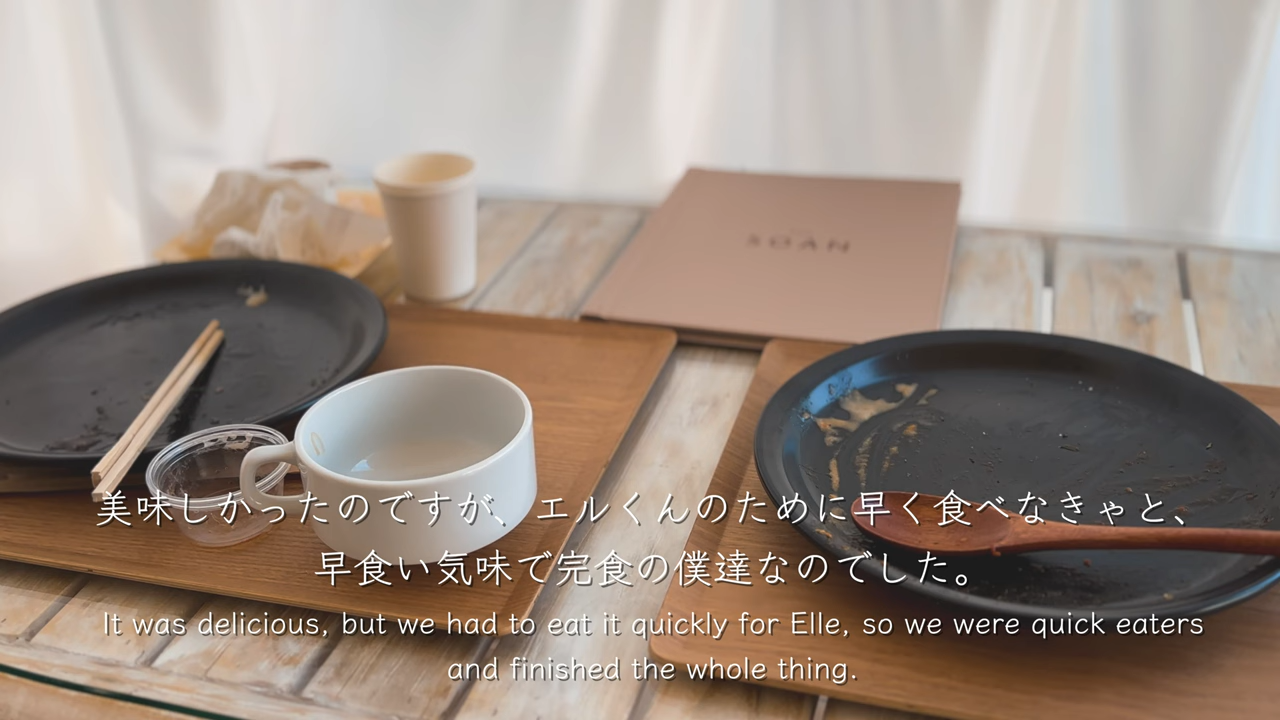 SOAN
美味しかったのですが、エルくんのために早く食べなきゃと、
早食い気味で完食の僕達なのでした。
It was delicious, but we had to eat it quickly for Elle, so we were quick eaters
and finished the whole thing.